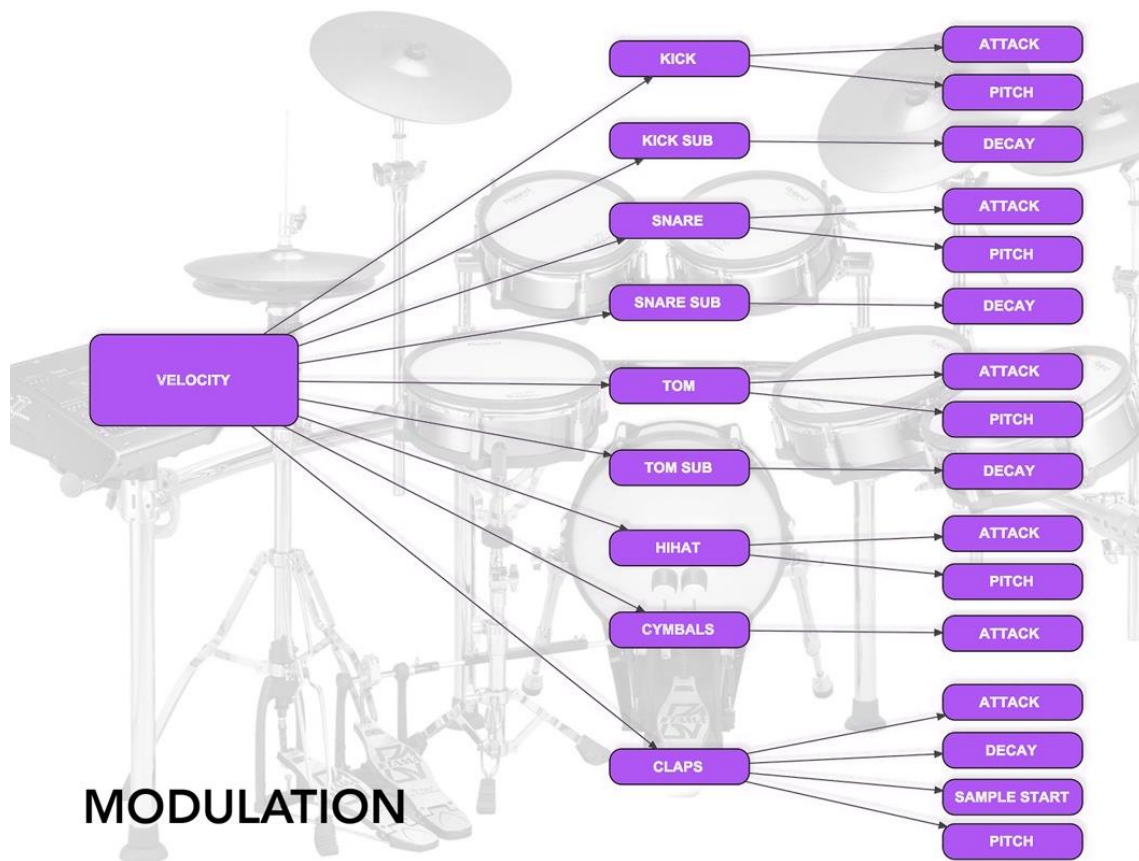 KICK
ATTACK
PITCH
KICK SUB
DECAY
SNARE
ATTACK
PITCH
SNARE SUB
DECAY
VELOCITY
TOM
ATTACK
PITCH
TOM SUB
DECAY
HIHAT
ATTACK
PITCH
CYMBALS
ATTACK
CLAPS
ATTACK
DECAY
SAMPLE START
PITCH
MODULATION